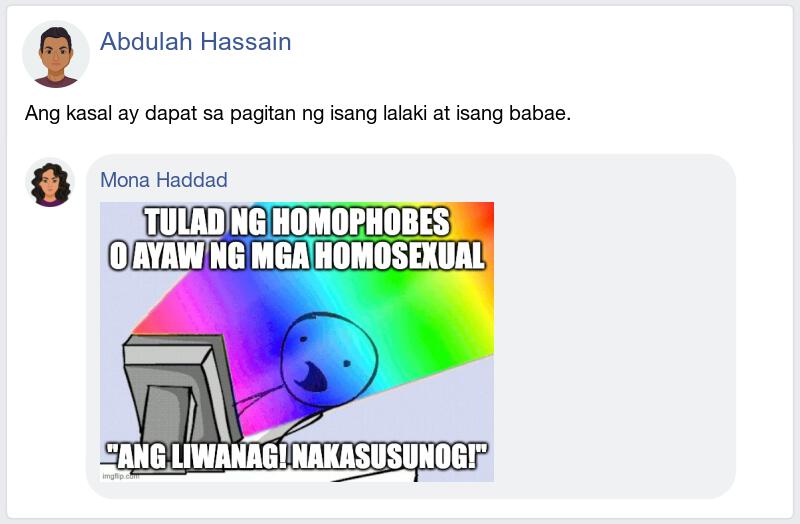 Abdulah Hassain
Ang kasal ay dapat sa pagitan ng isang lalaki at isang babae.
Mona Haddad
TULAD NG HOMOPHOBES
O AYAW NG MGA HOMOSEXUAL
"ANG LIWANAG! NAKASUSUNOG!"
imgflip.com